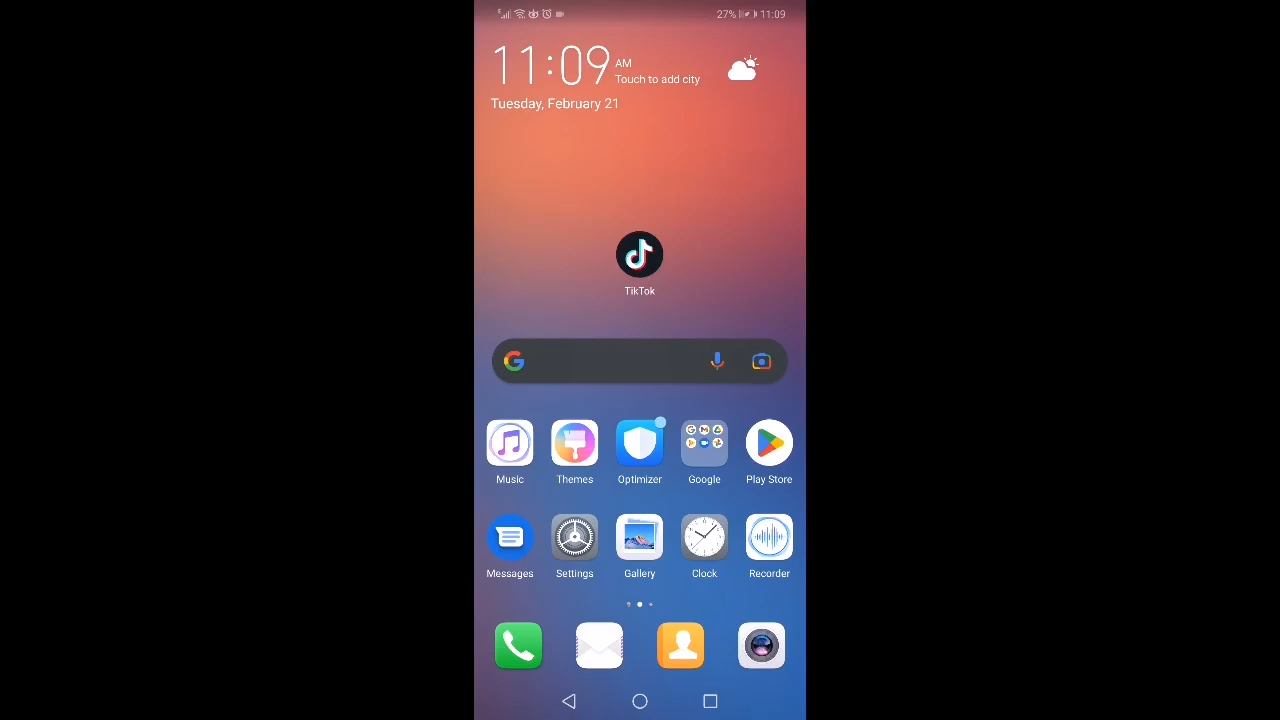 27% 11:09
11:09 AM
Touch to add city
Tuesday, February 21
TikTok
Music Themes Optimizer Google Play Store
Messages Settings Gallery Clock Recorder